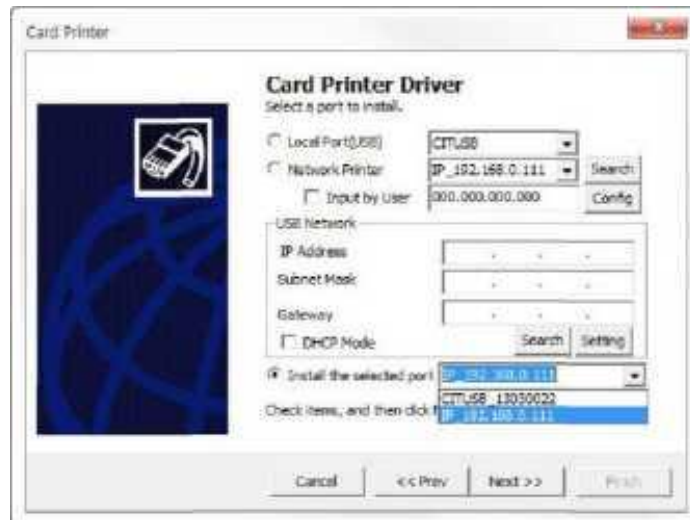 Card Printer
Card Printer Driver
Select a port to install.
Local Port(USB) CITUSB
Network Printer IP_192.168.0.111 Search
Input by User 000.000.000.000 Config
USB Network
IP Address . . .
Subnet Mask . . .
Gateway . . .
DHCP Mode Search Setting
Install the selected port IP_192.168.0.111
CITUSB_13030022
Check items, and then click IP_192.168.0.111
Cancel << Prev Next >> Finish